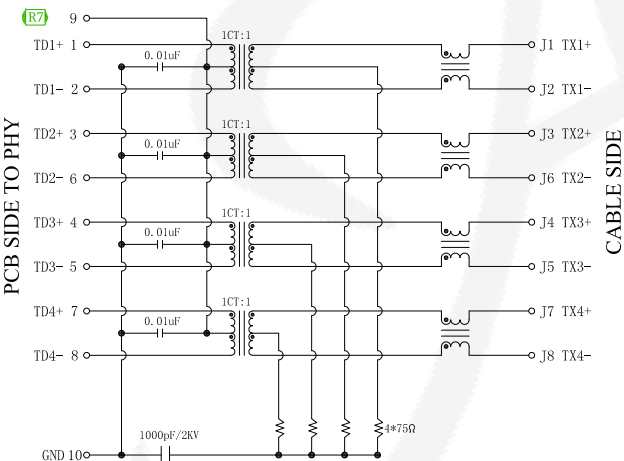 R7
9
TD1+ 1
1CT:1
J1 TX1+
0.01uF
TD1- 2
J2 TX1-
TD2+ 3
1CT:1
J3 TX2+
0.01uF
TD2- 6
J6 TX2-
TD3+ 4
1CT:1
J4 TX3+
0.01uF
TD3- 5
J5 TX3-
TD4+ 7
1CT:1
J7 TX4+
0.01uF
TD4- 8
J8 TX4-
4*75Ω
1000pF/2KV
GND 10
PCB SIDE TO PHY
CABLE SIDE